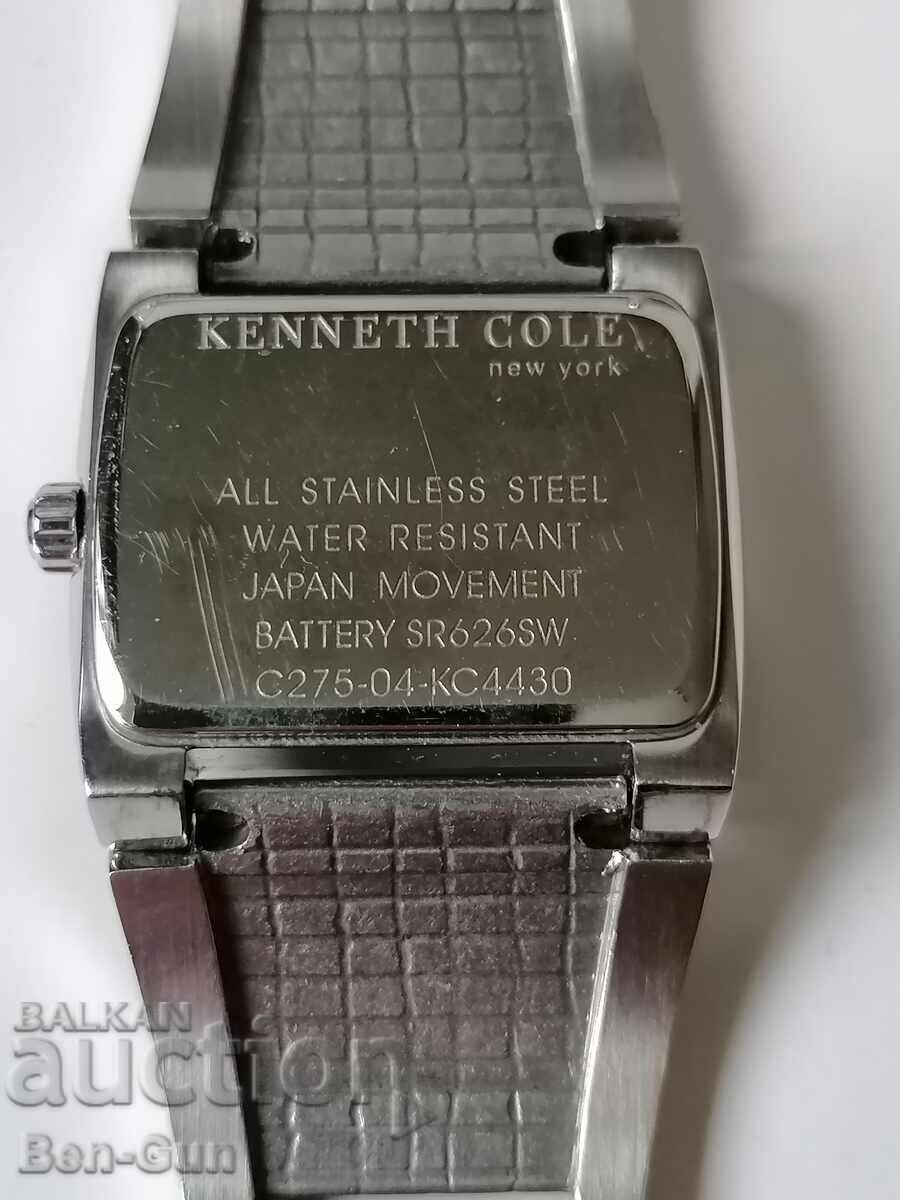 KENNETH COLE
new york
ALL STAINLESS STEEL
WATER RESISTANT
JAPAN MOVEMENT
BATTERY SR626SW
C275-04-KC4430
BALKAN
auction
Ben-Gun